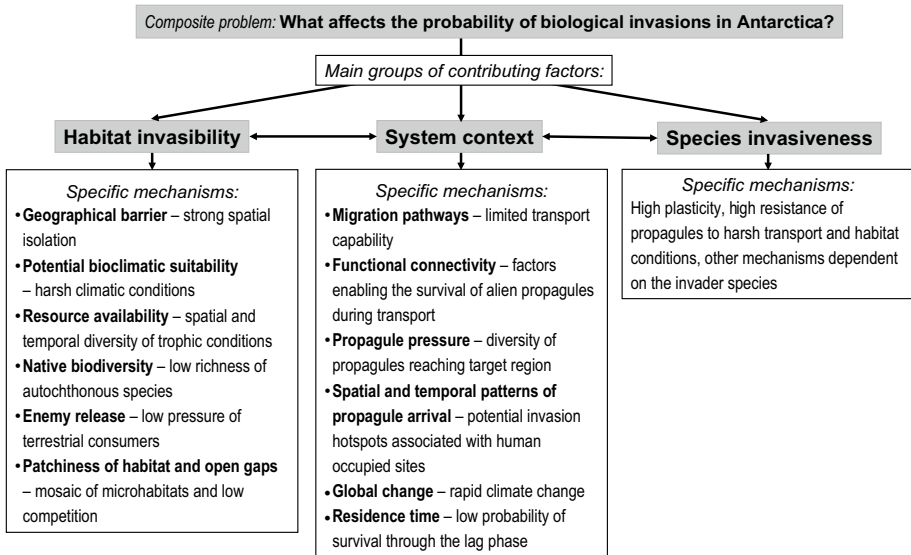 Composite problem: What affects the probability of biological invasions in Antarctica?
Main groups of contributing factors:
Habitat invasibility
System context
Species invasiveness
Specific mechanisms:
•Geographical barrier – strong spatial
isolation
•Potential bioclimatic suitability
– harsh climatic conditions
•Resource availability – spatial and
temporal diversity of trophic conditions
•Native biodiversity – low richness of
autochthonous species
•Enemy release – low pressure of
terrestrial consumers
•Patchiness of habitat and open gaps
– mosaic of microhabitats and low
competition
Specific mechanisms:
•Migration pathways – limited transport
capability
•Functional connectivity – factors
enabling the survival of alien propagules
during transport
•Propagule pressure – diversity of
propagules reaching target region
•Spatial and temporal patterns of
propagule arrival – potential invasion
hotspots associated with human
occupied sites
•Global change – rapid climate change
•Residence time – low probability of
survival through the lag phase
Specific mechanisms:
High plasticity, high resistance of
propagules to harsh transport and habitat
conditions, other mechanisms dependent
on the invader species